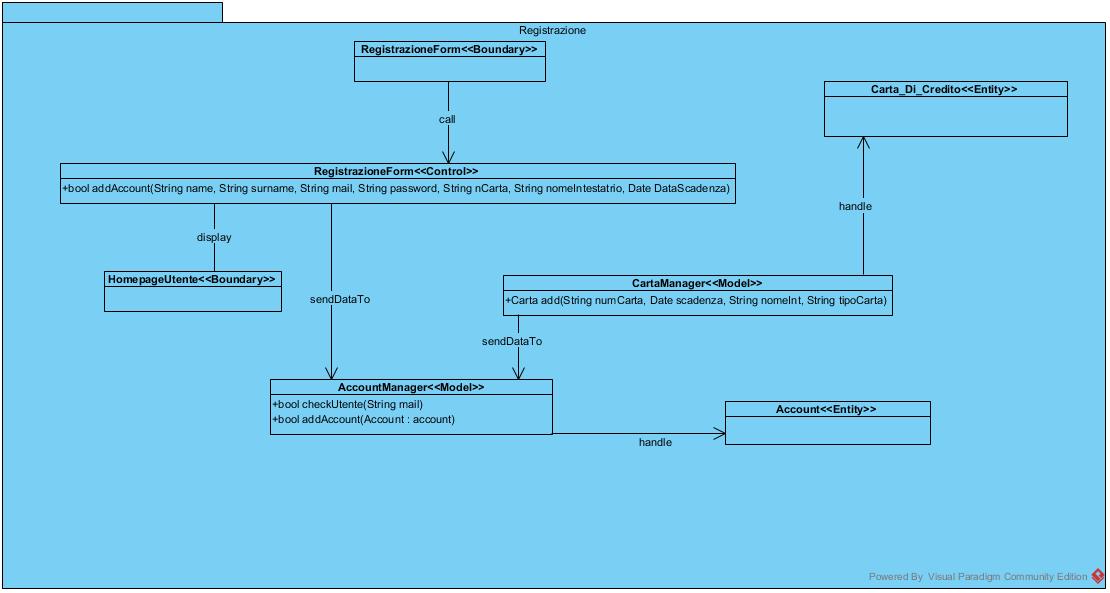 Registrazione
RegistrazioneForm<<Boundary>>
call
Carta_Di_Credito<<Entity>>
RegistrazioneForm<<Control>>
+bool addAccount(String name, String surname, String mail, String password, String nCarta, String nomeIntestatrio, Date DataScadenza)
handle
display
HomepageUtente<<Boundary>>
sendDataTo
CartaManager<<Model>>
+Carta add(String numCarta, Date scadenza, String nomeInt, String tipoCarta)
sendDataTo
AccountManager<<Model>>
+bool checkUtente(String mail)
+bool addAccount(Account : account)
Account<<Entity>>
handle
Powered By Visual Paradigm Community Edition